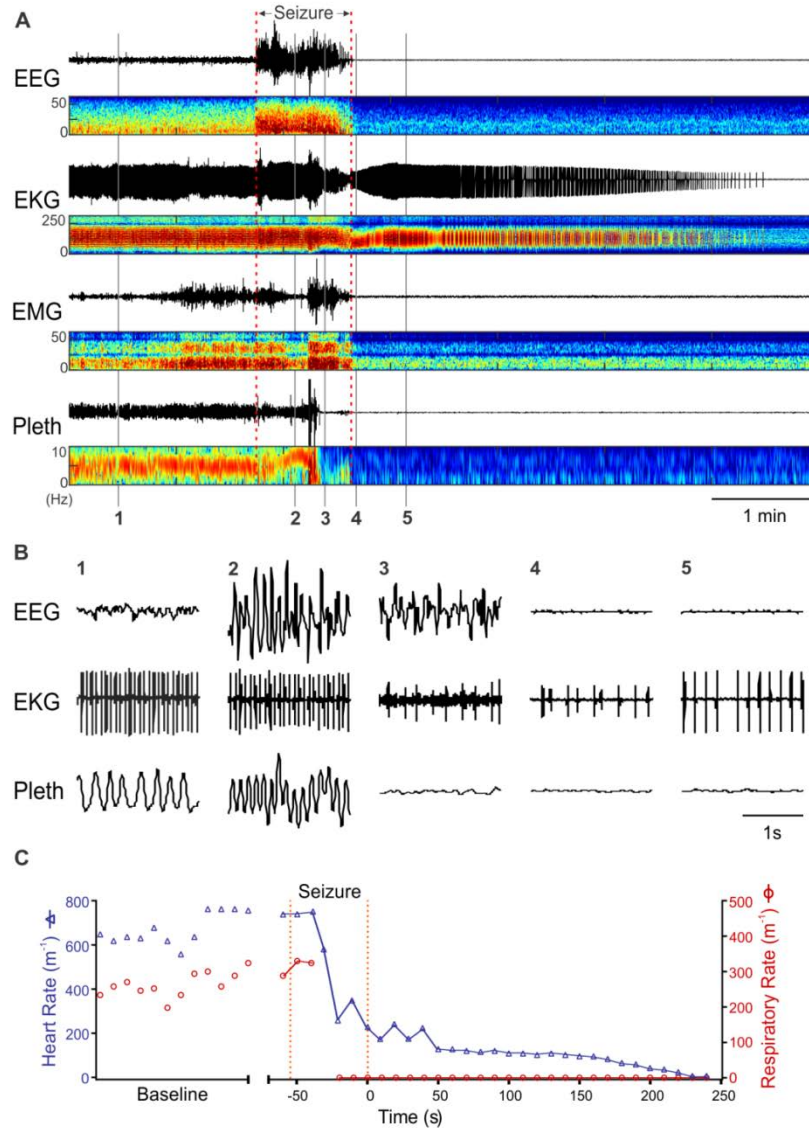 A
Seizure
EEG
50
0
EKG
250
0
EMG
50
0
Pleth
10
0
(Hz)
1 2 3 4 5
1 min
B
1 2 3 4 5
EEG
EKG
Pleth
1s
C
Seizure
800 500
600 400
400 300
200 200
0 100
0
Heart Rate (m⁻¹)
Respiratory Rate (m⁻¹)
-50 0 50 100 150 200 250
Baseline
Time (s)